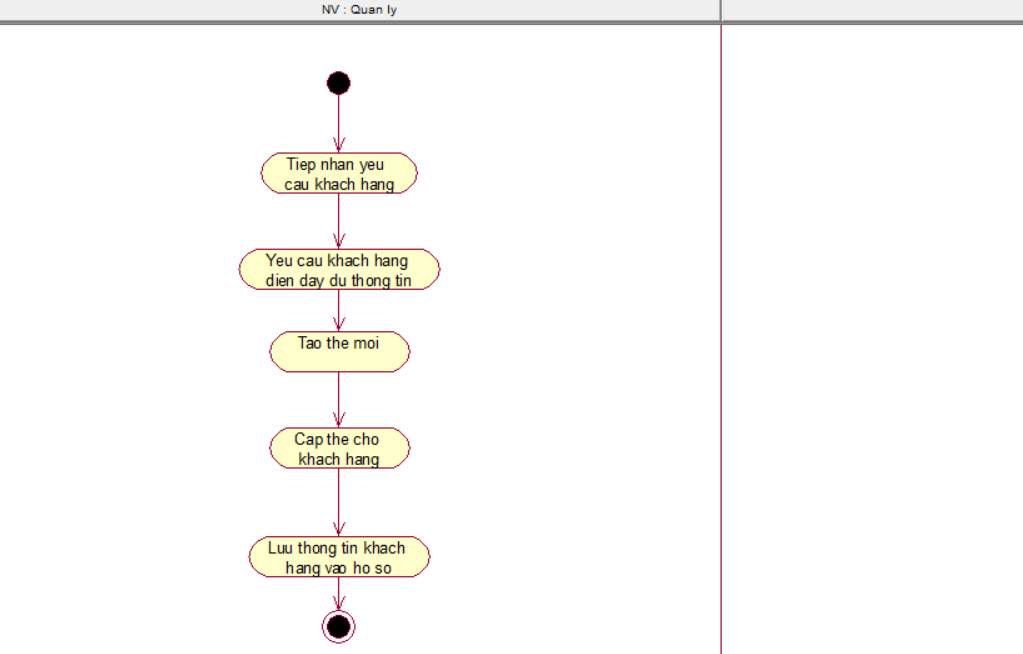 NV : Quan ly
Tiep nhan yeu
cau khach hang
Yeu cau khach hang
dien day du thong tin
Tao the moi
Cap the cho
khach hang
Luu thong tin khach
hang vao ho so